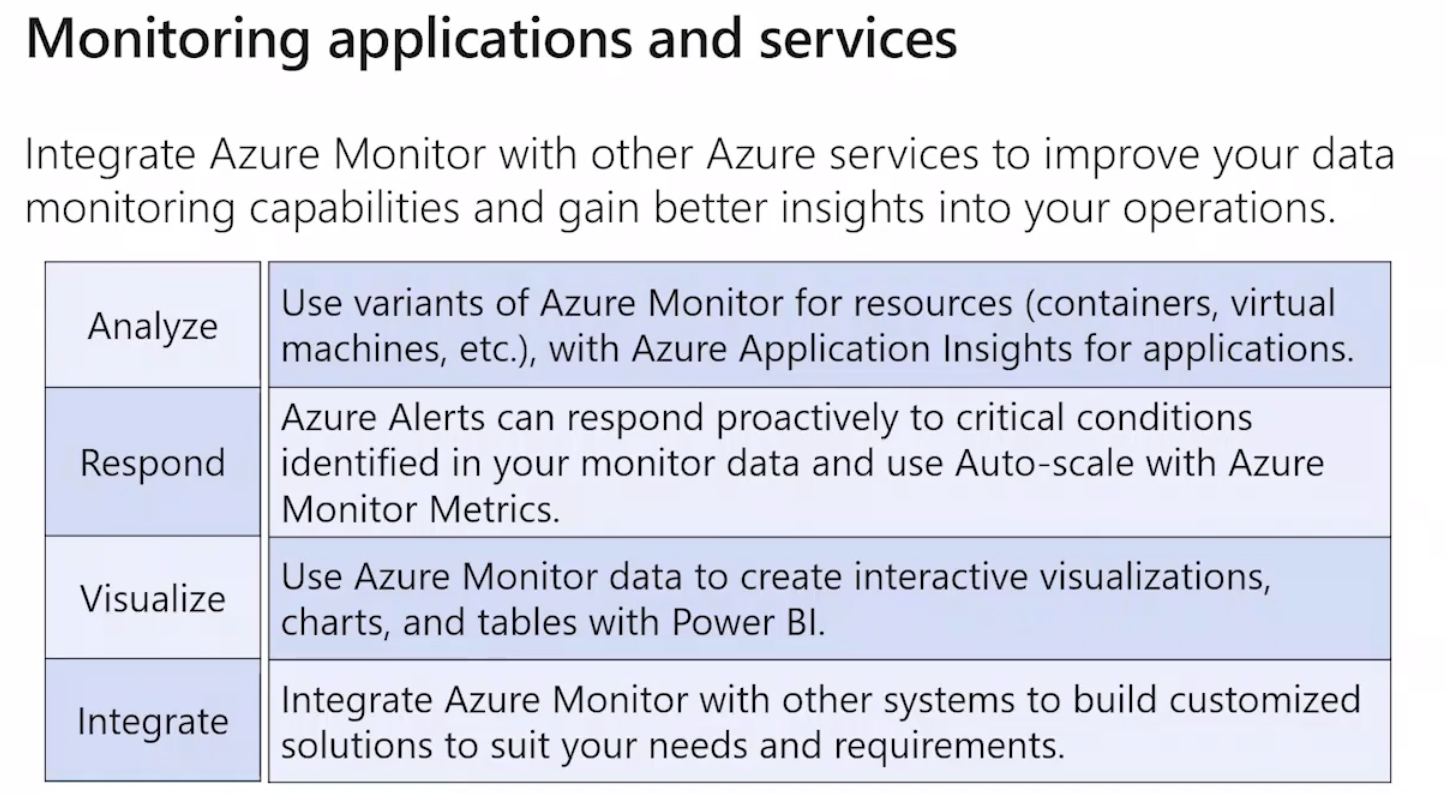 Monitoring applications and services
Integrate Azure Monitor with other Azure services to improve your data
monitoring capabilities and gain better insights into your operations.
Analyze
Use variants of Azure Monitor for resources (containers, virtual
machines, etc.), with Azure Application Insights for applications.
Respond
Azure Alerts can respond proactively to critical conditions
identified in your monitor data and use Auto-scale with Azure
Monitor Metrics.
Visualize
Use Azure Monitor data to create interactive visualizations,
charts, and tables with Power BI.
Integrate
Integrate Azure Monitor with other systems to build customized
solutions to suit your needs and requirements.